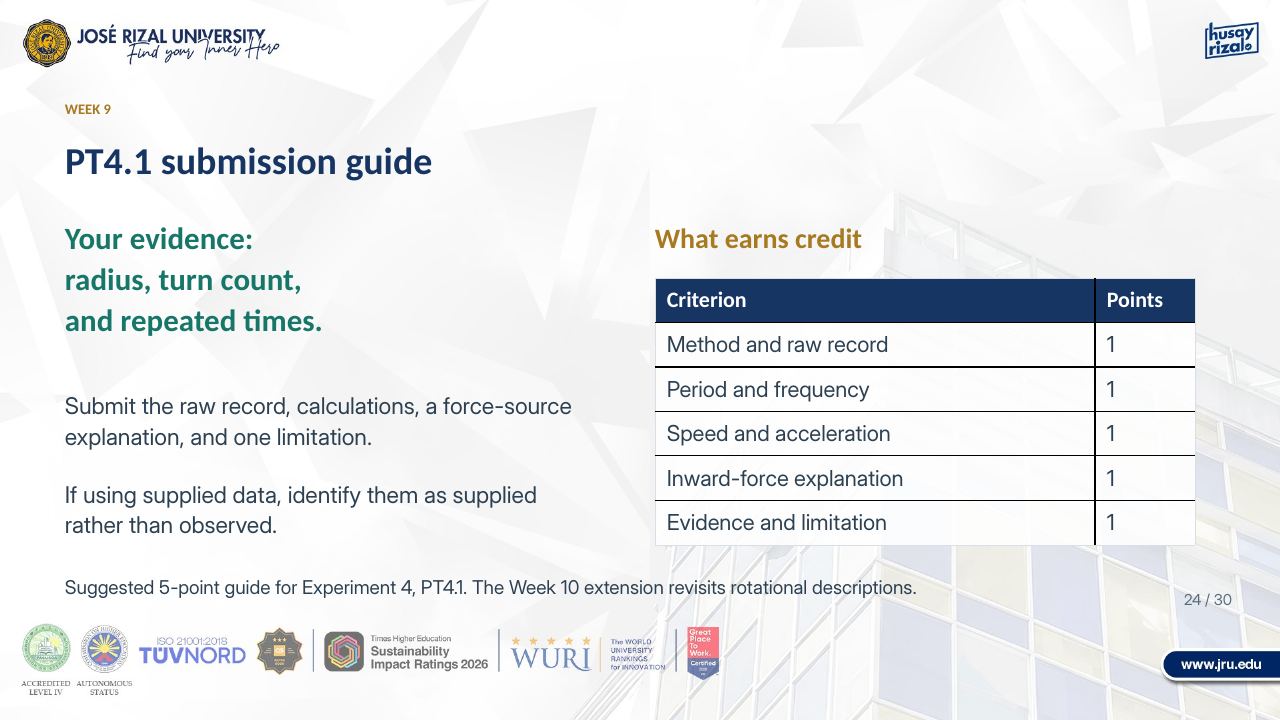 JOSÉ RIZAL UNIVERSITY
Find your Inner Hero
husay
rizal
WEEK 9
PT4.1 submission guide
Your evidence:
radius, turn count,
and repeated times.
Submit the raw record, calculations, a force-source
explanation, and one limitation.
If using supplied data, identify them as supplied
rather than observed.
What earns credit
Criterion Points
Method and raw record 1
Period and frequency 1
Speed and acceleration 1
Inward-force explanation 1
Evidence and limitation 1
Suggested 5-point guide for Experiment 4, PT4.1. The Week 10 extension revisits rotational descriptions.
24 / 30
ACCREDITED
LEVEL IV
AUTONOMOUS
STATUS
ISO 21001:2018
TÜVNORD
Times Higher Education
Sustainability
Impact Ratings 2026
WURI
The WORLD
UNIVERSITY
RANKINGS
for INNOVATION
Great
Place
To
Work.
Certified
www.jru.edu